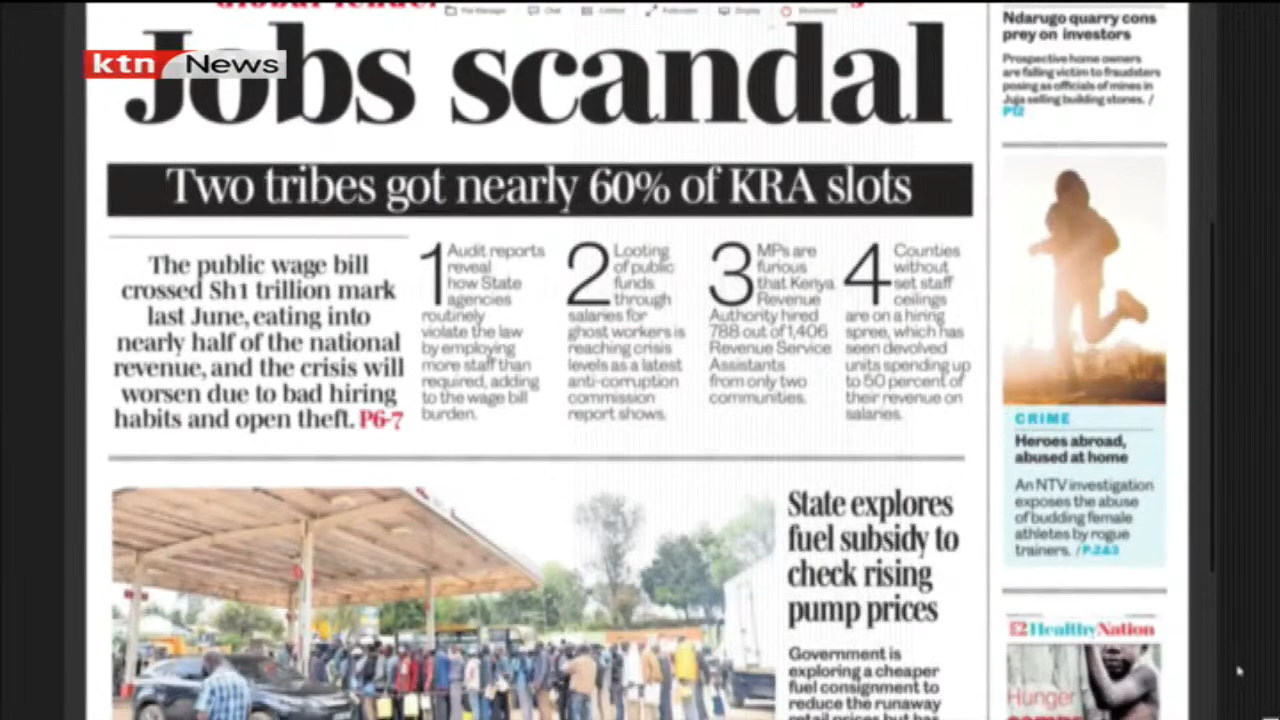 File Manager
Chat
ktn News
Jobs scandal
Two tribes got nearly 60% of KRA slots
The public wage bill
crossed Sh1 trillion mark
last June, eating into
nearly half of the national
revenue, and the crisis will
worsen due to bad hiring
habits and open theft. P6-7
1 Audit reports
reveal
how State
agencies
routinely
violate the law
by employing
more staff than
required, adding
to the wage bill
burden.
2 Looting
of public
funds
through
salaries for
ghost workers is
reaching crisis
levels as a latest
anti-corruption
commission
report shows.
3 MPs are
furious
that Kenya
Revenue
Authority hired
788 out of 1,406
Revenue Service
Assistants
from only two
communities.
4 Counties
without
set staff
ceilings
are on a hiring
spree, which has
seen devolved
units spending up
to 50 percent of
their revenue on
salaries.
State explores
fuel subsidy to
check rising
pump prices
Government is
exploring a cheaper
fuel consignment to
reduce the runaway
retail prices but has
Ndarugo quarry cons
prey on investors
Prospective home owners
are falling victim to fraudsters
posing as officials of mines in
Juja selling building stones. /
P12
CRIME
Heroes abroad,
abused at home
An NTV investigation
exposes the abuse
of budding female
athletes by rogue
trainers. /P.2&3
HealthyNation
Hunger